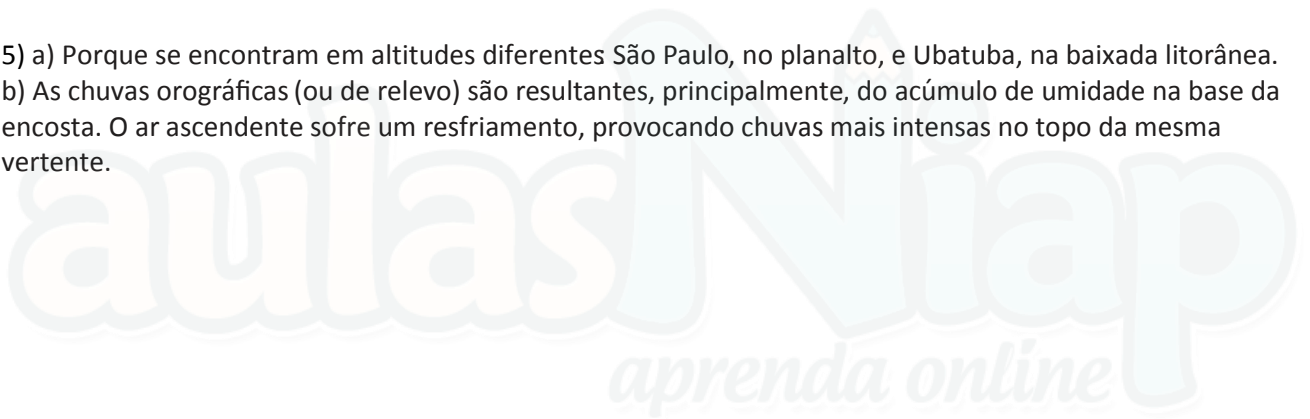 5) a) Porque se encontram em altitudes diferentes: São Paulo, no planalto, e Ubatuba, na baixada litorânea.
b) As chuvas orográficas (ou de relevo) são resultantes, principalmente, do acúmulo de umidade na base da
encosta. O ar ascendente sofre um resfriamento, provocando chuvas mais intensas no topo da mesma
vertente.
aulasNiap
aprenda online